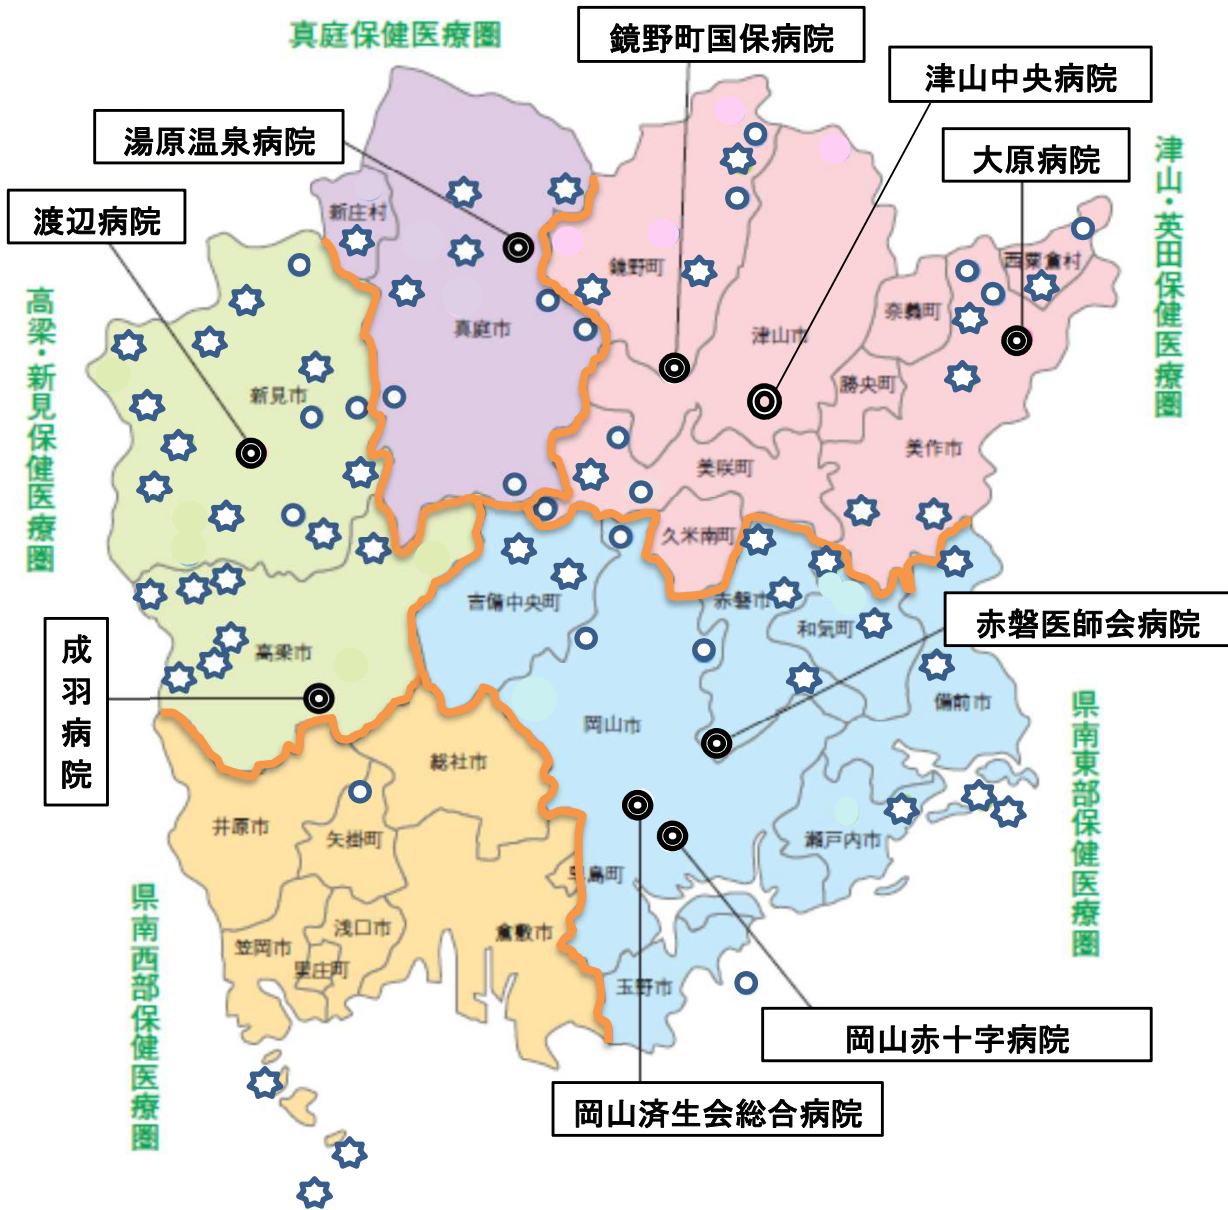 真庭保健医療圏
鏡野町国保病院
津山中央病院
湯原温泉病院
大原病院
渡辺病院
津山・英田保健医療圏
高梁・新見保健医療圏
新庄村
鏡野町
西粟倉村
奈義町
真庭市
津山市
勝央町
新見市
美作市
美咲町
久米南町
吉備中央町
赤磐市
和気町
赤磐医師会病院
成羽病院
高梁市
備前市
岡山市
県南東部保健医療圏
総社市
井原市
矢掛町
瀬戸内市
早島町
県南西部保健医療圏
浅口市
倉敷市
笠岡市
里庄町
玉野市
岡山赤十字病院
岡山済生会総合病院